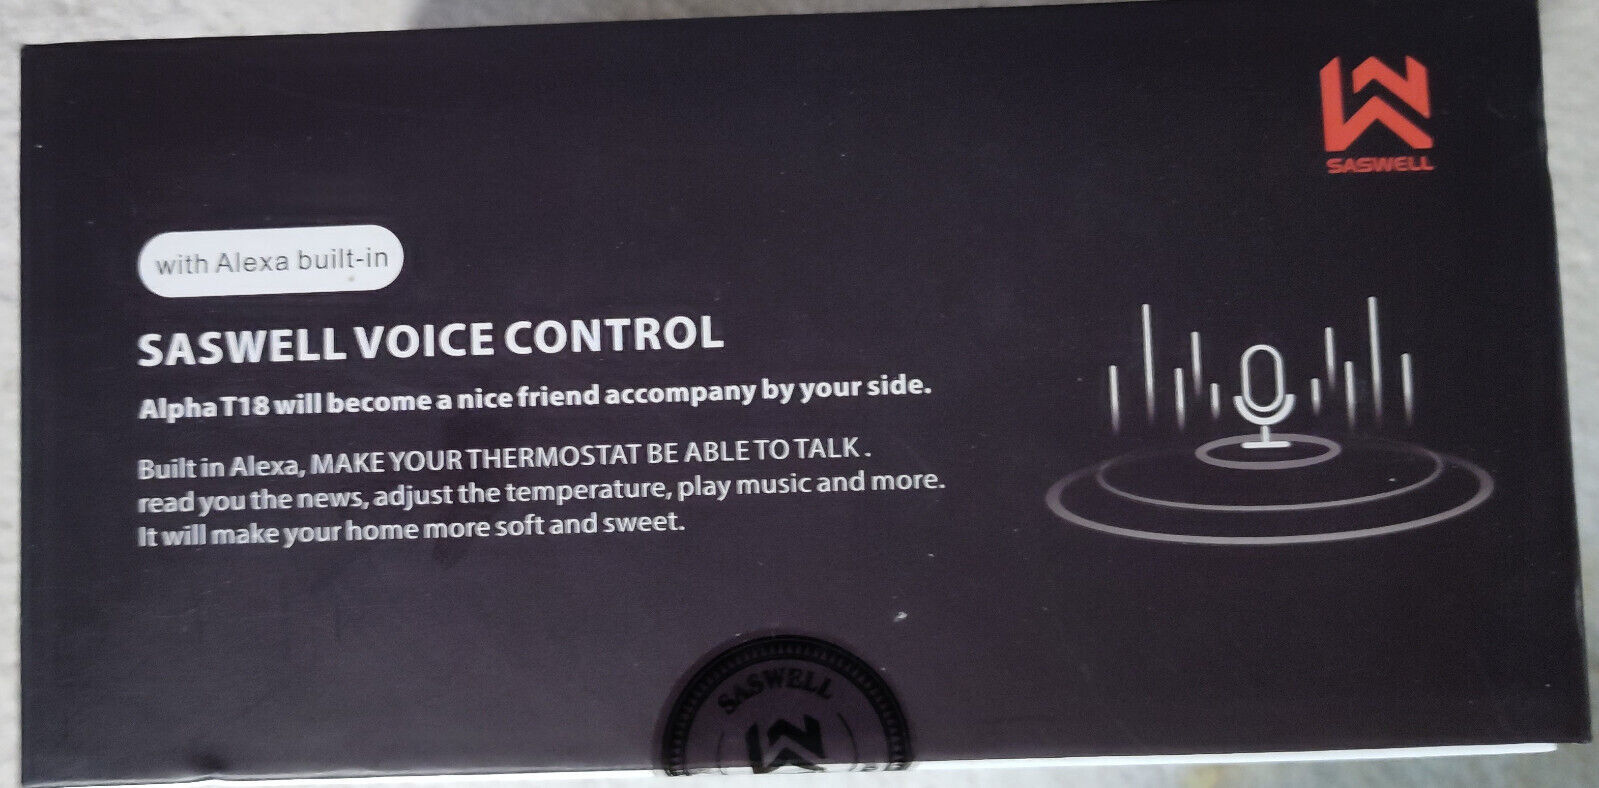 SASWELL
with Alexa built-in
SASWELL VOICE CONTROL
Alpha T18 will become a nice friend accompany by your side.
Built in Alexa, MAKE YOUR THERMOSTAT BE ABLE TO TALK .
read you the news, adjust the temperature, play music and more.
It will make your home more soft and sweet.
SASWELL